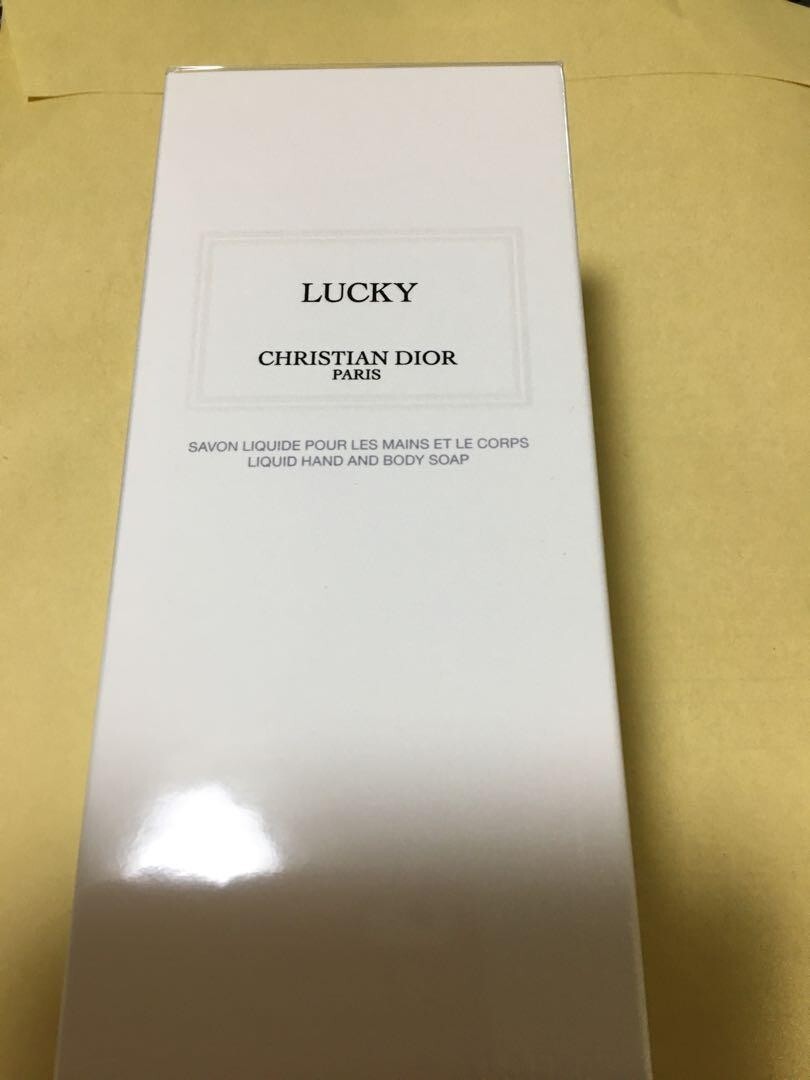 LUCKY
CHRISTIAN DIOR
PARIS
SAVON LIQUIDE POUR LES MAINS ET LE CORPS
LIQUID HAND AND BODY SOAP